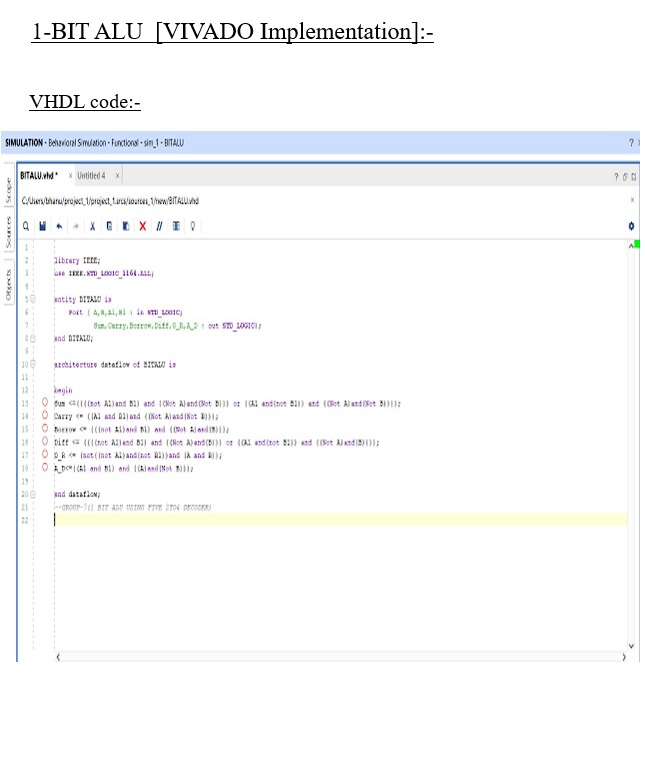 1-BIT ALU [VIVADO Implementation]:-
VHDL code:-
SIMULATION - Behavioral Simulation - Functional - sim_1 - BITALU ?
BITALU.vhd * × Untitled 4 ×
C:/Users/bhanu/project_1/project_1.srcs/sources_1/new/BITALU.vhd
Scope
Sources
Objects
1
2 library IEEE;
3 use IEEE.STD_LOGIC_1164.ALL;
4
5 entity BITALU is
6 Port ( A,B,A1,B1 : in STD_LOGIC;
7 Sum,Carry,Borrow,Diff,O_R,A_D : out STD_LOGIC);
8 end BITALU;
9
10 architecture dataflow of BITALU is
11
12 begin
13 Sum <=((((not A1)and B1) and ((Not A)and(Not B))) or ((A1 and(not B1)) and ((Not A)and(Not B))));
14 Carry <= ((A1 and B1)and ((Not A)and(Not B)));
15 Borrow <= (((not A1)and B1) and ((Not A)and(B)));
16 Diff <= ((((not A1)and B1) and ((Not A)and(B))) or ((A1 and(not B1)) and ((Not A)and(B))));
17 O_R <= (not((not A1)and(not B1))and (A and B));
18 A_D<=((A1 and B1) and ((A)and(Not B)));
19
20 end dataflow;
21 --GROUP-7(1 BIT ALU USING FIVE 2TO4 DECODER)
22